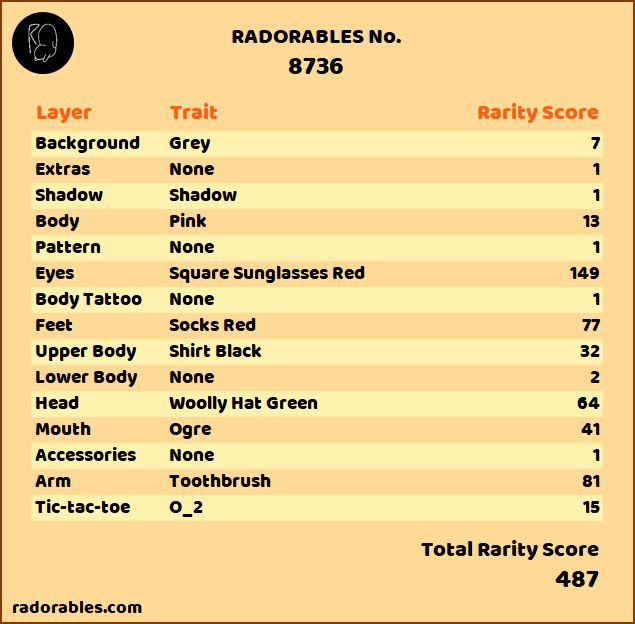 RADORABLES No.
8736
Layer Trait Rarity Score
Background Grey 7
Extras None 1
Shadow Shadow 1
Body Pink 13
Pattern None 1
Eyes Square Sunglasses Red 149
Body Tattoo None 1
Feet Socks Red 77
Upper Body Shirt Black 32
Lower Body None 2
Head Woolly Hat Green 64
Mouth Ogre 41
Accessories None 1
Arm Toothbrush 81
Tic-tac-toe O_2 15
Total Rarity Score
487
radorables.com